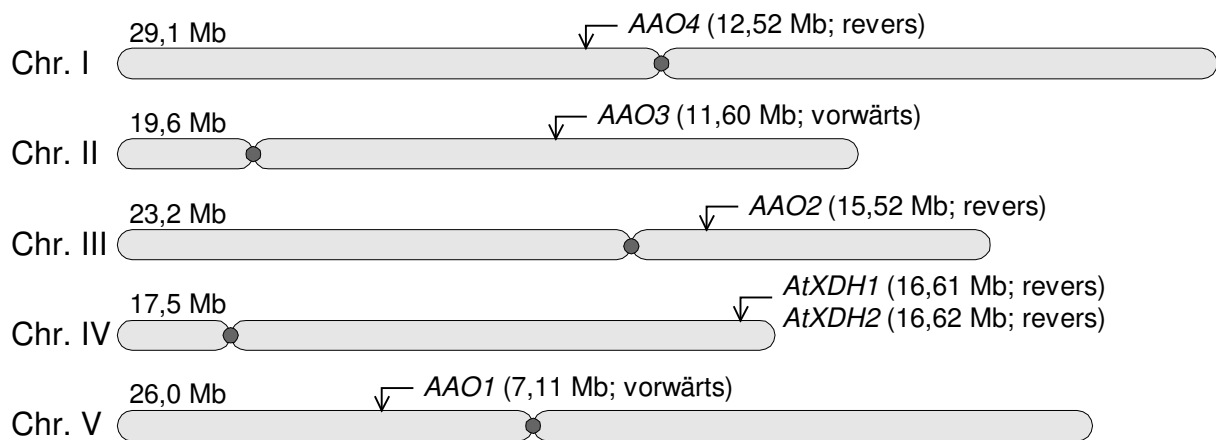 29,1 Mb
AAO4 (12,52 Mb; revers)
Chr. I
19,6 Mb
AAO3 (11,60 Mb; vorwärts)
Chr. II
23,2 Mb
AAO2 (15,52 Mb; revers)
Chr. III
17,5 Mb
AtXDH1 (16,61 Mb; revers)
AtXDH2 (16,62 Mb; revers)
Chr. IV
26,0 Mb
AAO1 (7,11 Mb; vorwärts)
Chr. V